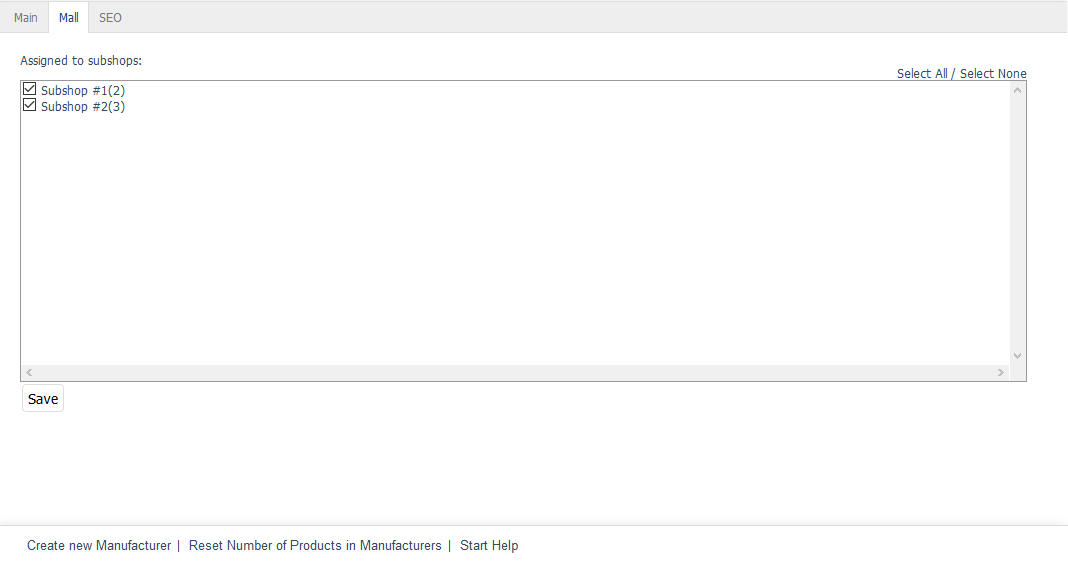 Main Mall SEO
Assigned to subshops:
Select All / Select None
Subshop #1(2)
Subshop #2(3)
Save
Create new Manufacturer | Reset Number of Products in Manufacturers | Start Help